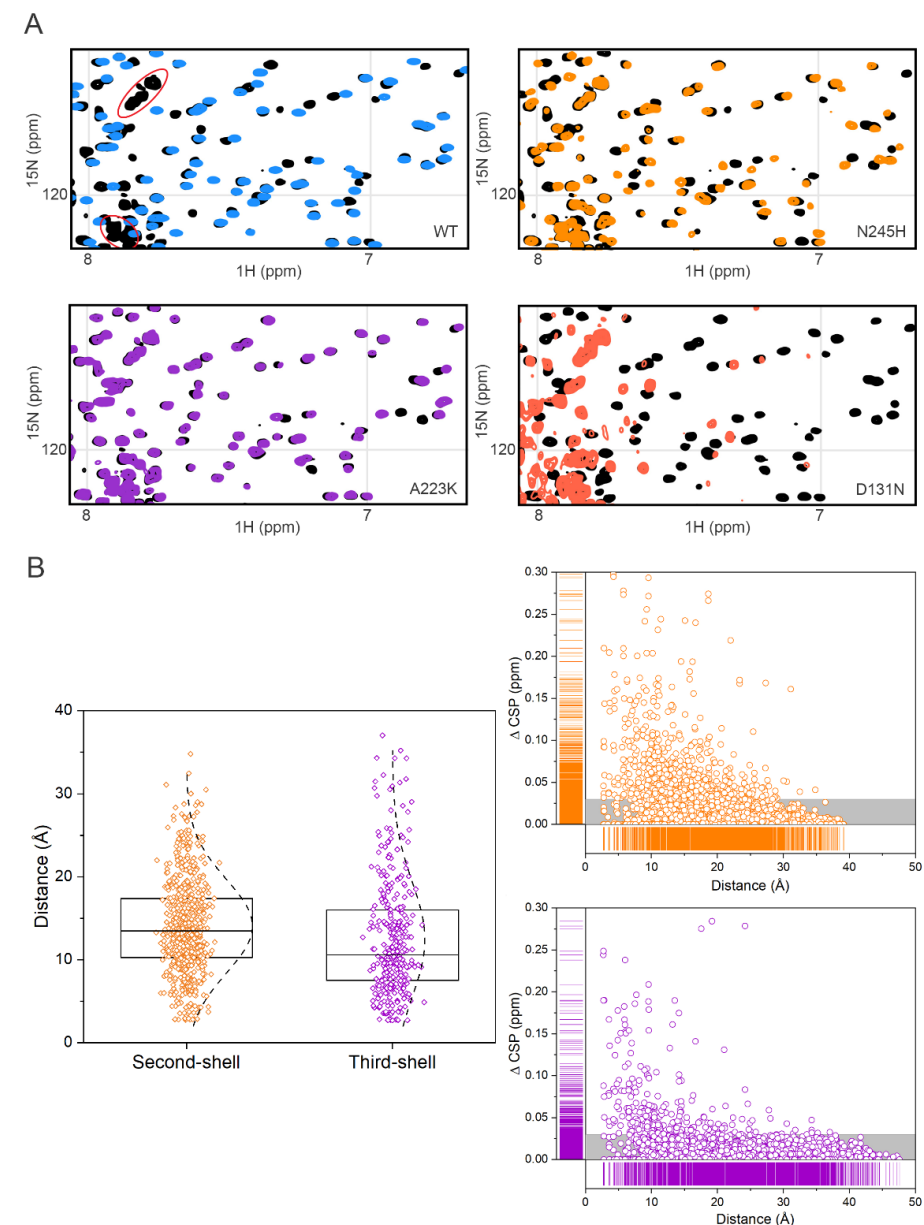 A
15N (ppm)
120
WT
8
1H (ppm)
7
15N (ppm)
120
N245H
8
1H (ppm)
7
15N (ppm)
120
A223K
8
1H (ppm)
7
15N (ppm)
120
D131N
8
1H (ppm)
7
B
Distance (Å)
40
30
20
10
0
Second-shell
Third-shell
Δ CSP (ppm)
0.30
0.25
0.20
0.15
0.10
0.05
0.00
0 10 20 30 40 50
Distance (Å)
Δ CSP (ppm)
0.30
0.25
0.20
0.15
0.10
0.05
0.00
0 10 20 30 40 50
Distance (Å)